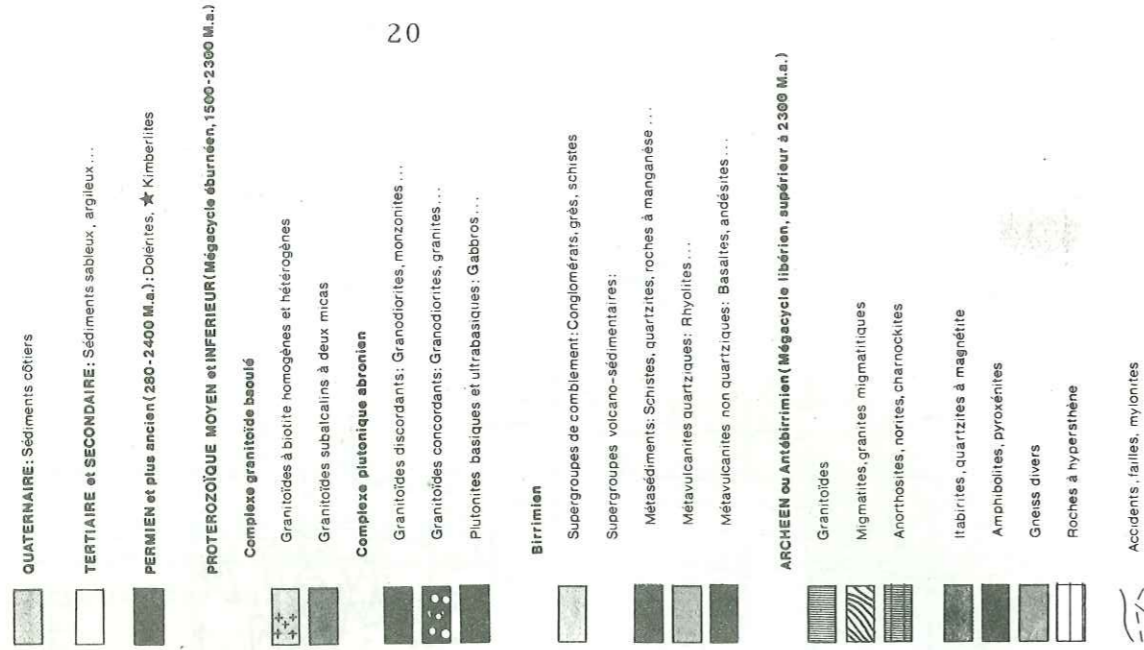 20
QUATERNAIRE: Sédiments côtiers
TERTIAIRE et SECONDAIRE: Sédiments sableux, argileux...
PERMIEN et plus ancien (280-2400 M.a.): Dolérites, ★ Kimberlites
PROTEROZOÏQUE MOYEN et INFERIEUR (Mégacycle éburnéen, 1500-2300 M.a.)
Complexe granitoïde baoulé
Granitoïdes à biotite homogènes et hétérogènes
Granitoïdes subalcalins à deux micas
Complexe plutonique abronien
Granitoïdes discordants: Granodiorites, monzonites...
Granitoïdes concordants: Granodiorites, granites...
Plutonites basiques et ultrabasiques: Gabbros...
Birrimien
Supergroupes de comblement: Conglomérats, grès, schistes
Supergroupes volcano-sédimentaires:
Métasédiments: Schistes, quartzites, roches à manganèse...
Métavulcanites quartziques: Rhyolites...
Métavulcanites non quartziques: Basaltes, andésites...
ARCHEEN ou Antébirrimien (Mégacycle libérien, supérieur à 2300 M.a.)
Granitoïdes
Migmatites, granites migmatitiques
Anorthosites, norites, charnockites
Itabirites, quartzites à magnétite
Amphibolites, pyroxénites
Gneiss divers
Roches à hypersthène
Accidents, failles, mylonites